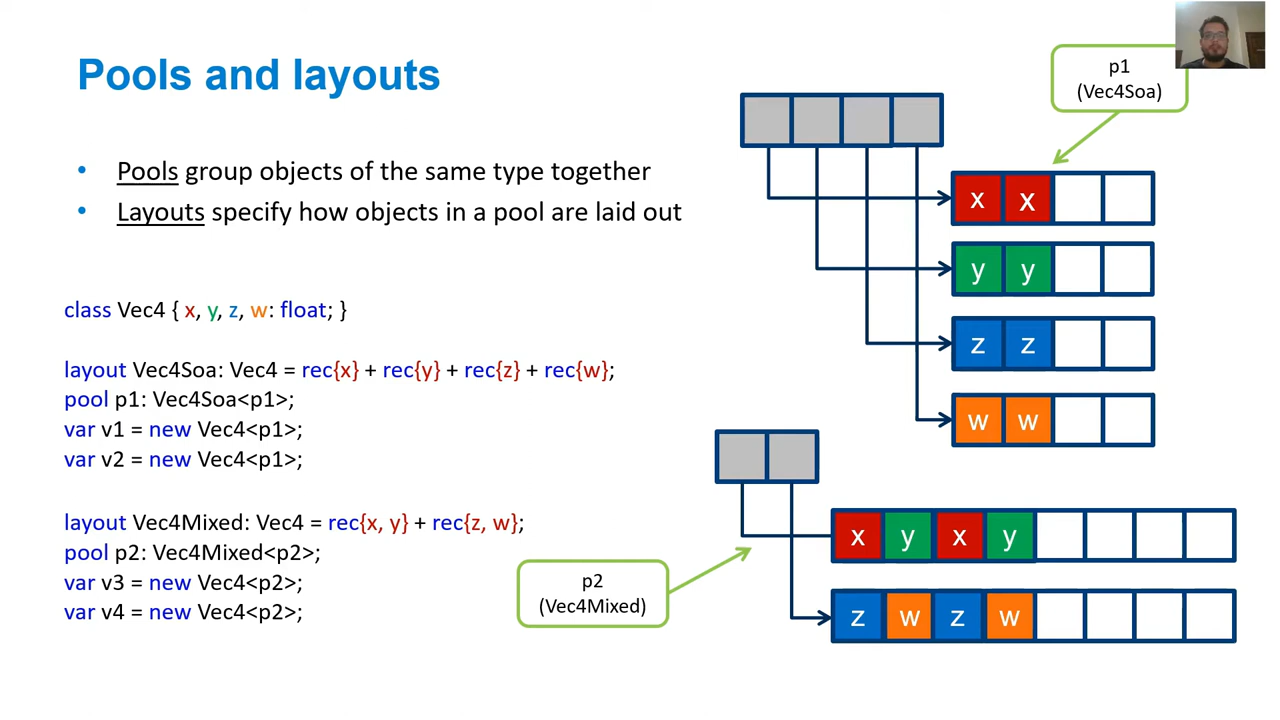 Pools and layouts
• Pools group objects of the same type together
• Layouts specify how objects in a pool are laid out
class Vec4 { x, y, z, w: float; }
layout Vec4Soa: Vec4 = rec{x} + rec{y} + rec{z} + rec{w};
pool p1: Vec4Soa<p1>;
var v1 = new Vec4<p1>;
var v2 = new Vec4<p1>;
layout Vec4Mixed: Vec4 = rec{x, y} + rec{z, w};
pool p2: Vec4Mixed<p2>;
var v3 = new Vec4<p2>;
var v4 = new Vec4<p2>;
p1
(Vec4Soa)
x x
y y
z z
w w
p2
(Vec4Mixed)
x y x y
z w z w